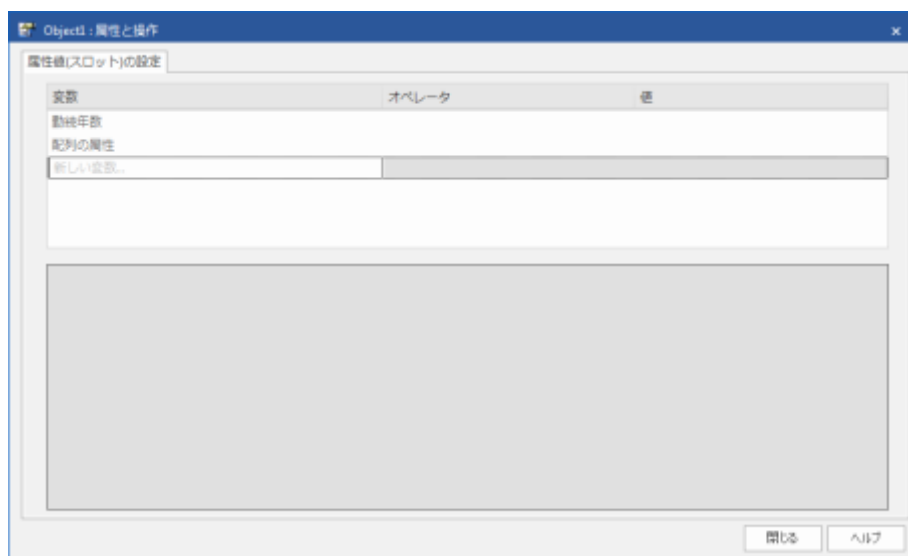 Object1 : 属性と操作
属性値(スロット)の設定
変数 オペレータ 値
勤続年数
配列の属性
新しい変数...
閉じる ヘルプ